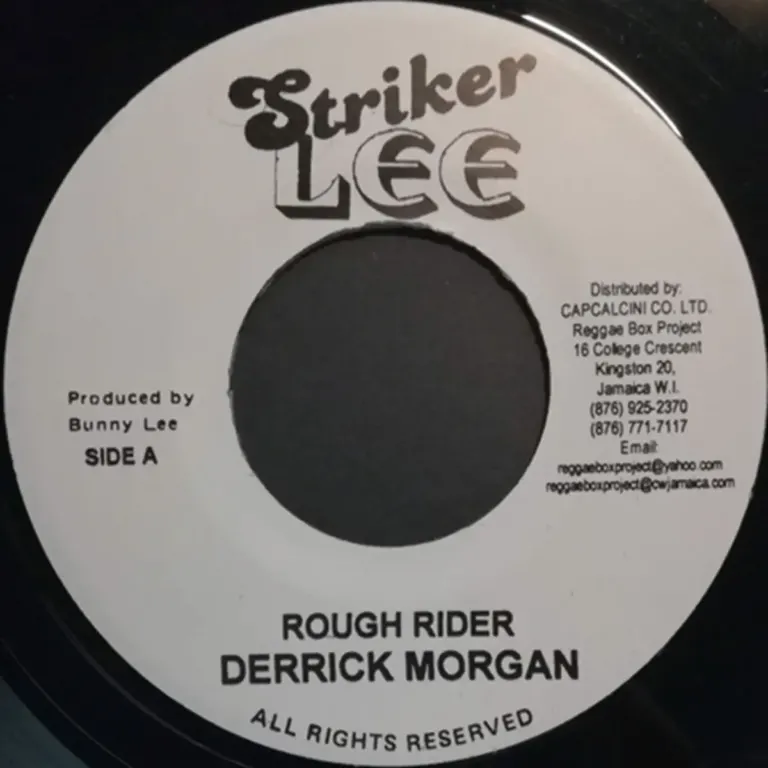 Striker
LEE
Distributed by:
CAPCALCINI CO. LTD.
Reggae Box Project
16 College Crescent
Kingston 20,
Jamaica W.I.
(876) 925-2370
(876) 771-7117
Email:
reggaeboxproject@yahoo.com
reggaeboxproject@cwjamaica.com
Produced by
Bunny Lee
SIDE A
ROUGH RIDER
DERRICK MORGAN
ALL RIGHTS RESERVED